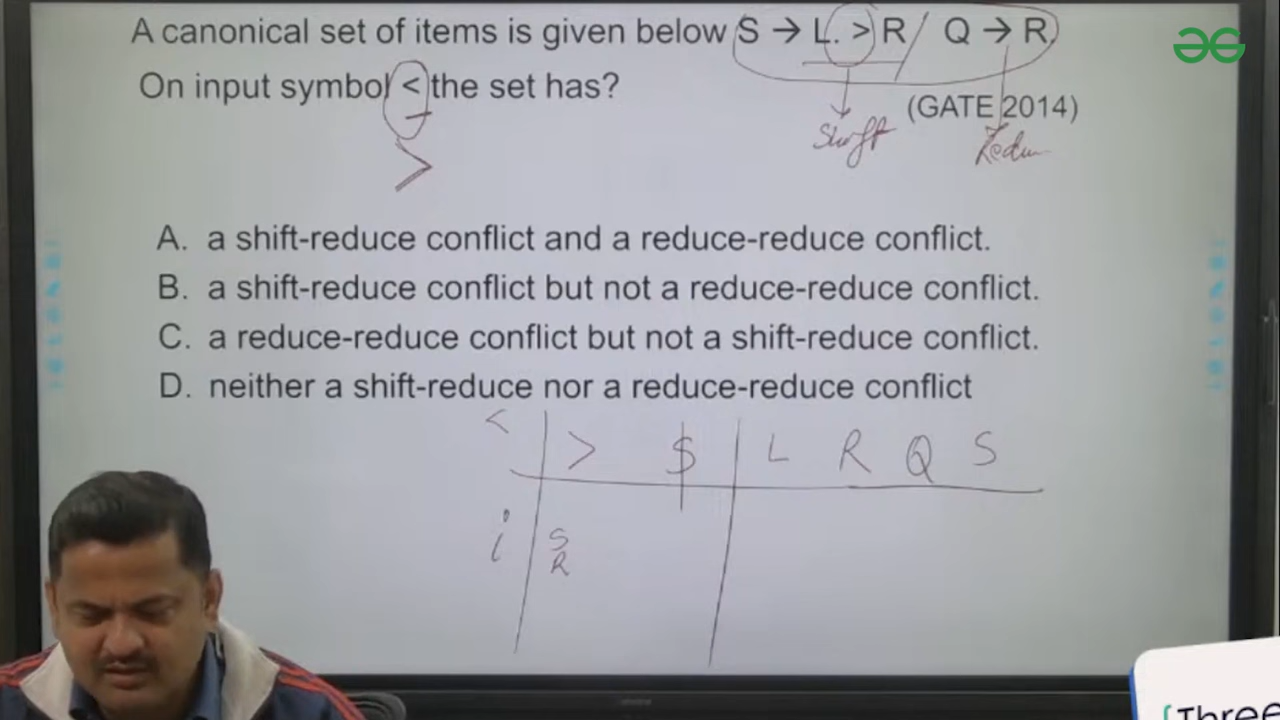 A canonical set of items is given below S → L. > R / Q → R.
On input symbol < the set has?
(GATE 2014)
Shift
>
A. a shift-reduce conflict and a reduce-reduce conflict.
B. a shift-reduce conflict but not a reduce-reduce conflict.
C. a reduce-reduce conflict but not a shift-reduce conflict.
D. neither a shift-reduce nor a reduce-reduce conflict
< > $ L R Q S
i S
R
{Three